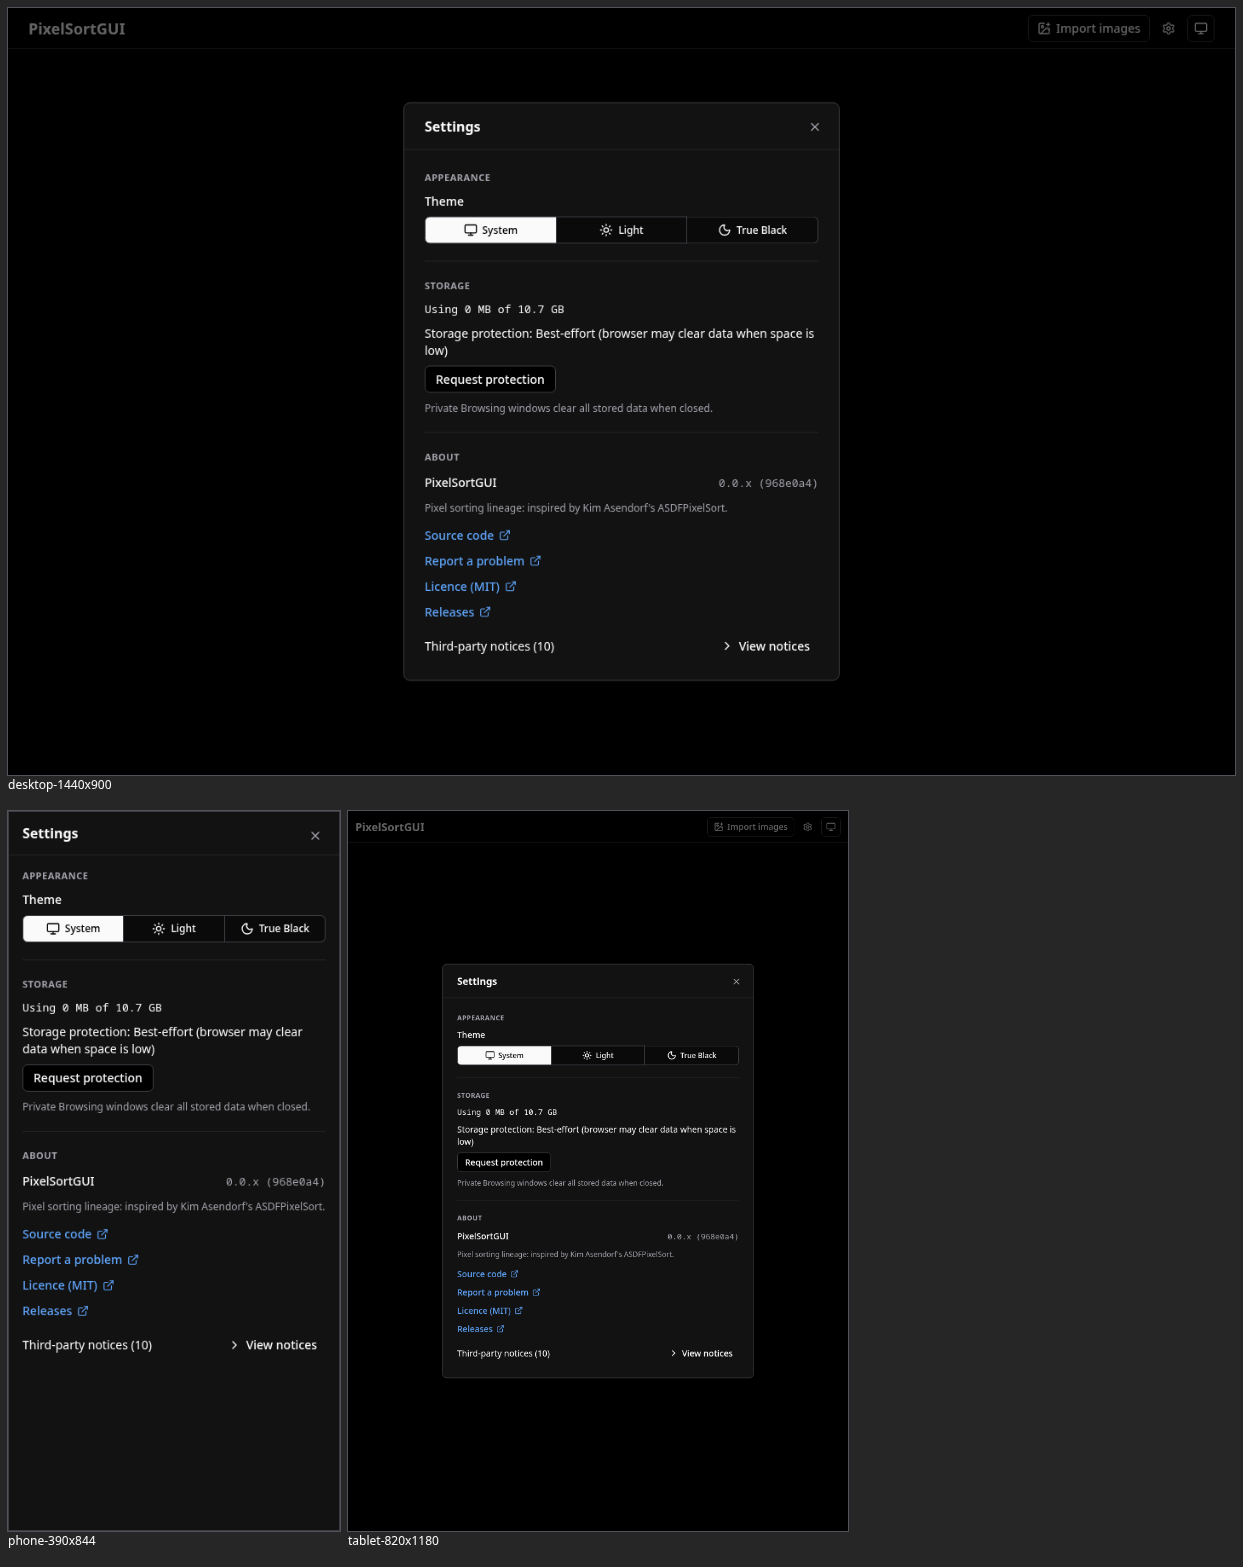 PixelSortGUI
Import images
Settings
APPEARANCE
Theme
System
Light
True Black
STORAGE
Using 0 MB of 10.7 GB
Storage protection: Best-effort (browser may clear data when space is
low)
Request protection
Private Browsing windows clear all stored data when closed.
ABOUT
PixelSortGUI
0.0.x (968e0a4)
Pixel sorting lineage: inspired by Kim Asendorf's ASDFPixelSort.
Source code
Report a problem
Licence (MIT)
Releases
Third-party notices (10)
View notices
desktop-1440x900
Settings
APPEARANCE
Theme
System
Light
True Black
STORAGE
Using 0 MB of 10.7 GB
Storage protection: Best-effort (browser may clear
data when space is low)
Request protection
Private Browsing windows clear all stored data when closed.
ABOUT
PixelSortGUI
0.0.x (968e0a4)
Pixel sorting lineage: inspired by Kim Asendorf's ASDFPixelSort.
Source code
Report a problem
Licence (MIT)
Releases
Third-party notices (10)
View notices
phone-390x844
PixelSortGUI
Import images
Settings
APPEARANCE
Theme
System
Light
True Black
STORAGE
Using 0 MB of 10.7 GB
Storage protection: Best-effort (browser may clear data when space is
low)
Request protection
Private Browsing windows clear all stored data when closed.
ABOUT
PixelSortGUI
0.0.x (968e0a4)
Pixel sorting lineage: inspired by Kim Asendorf's ASDFPixelSort.
Source code
Report a problem
Licence (MIT)
Releases
Third-party notices (10)
View notices
tablet-820x1180